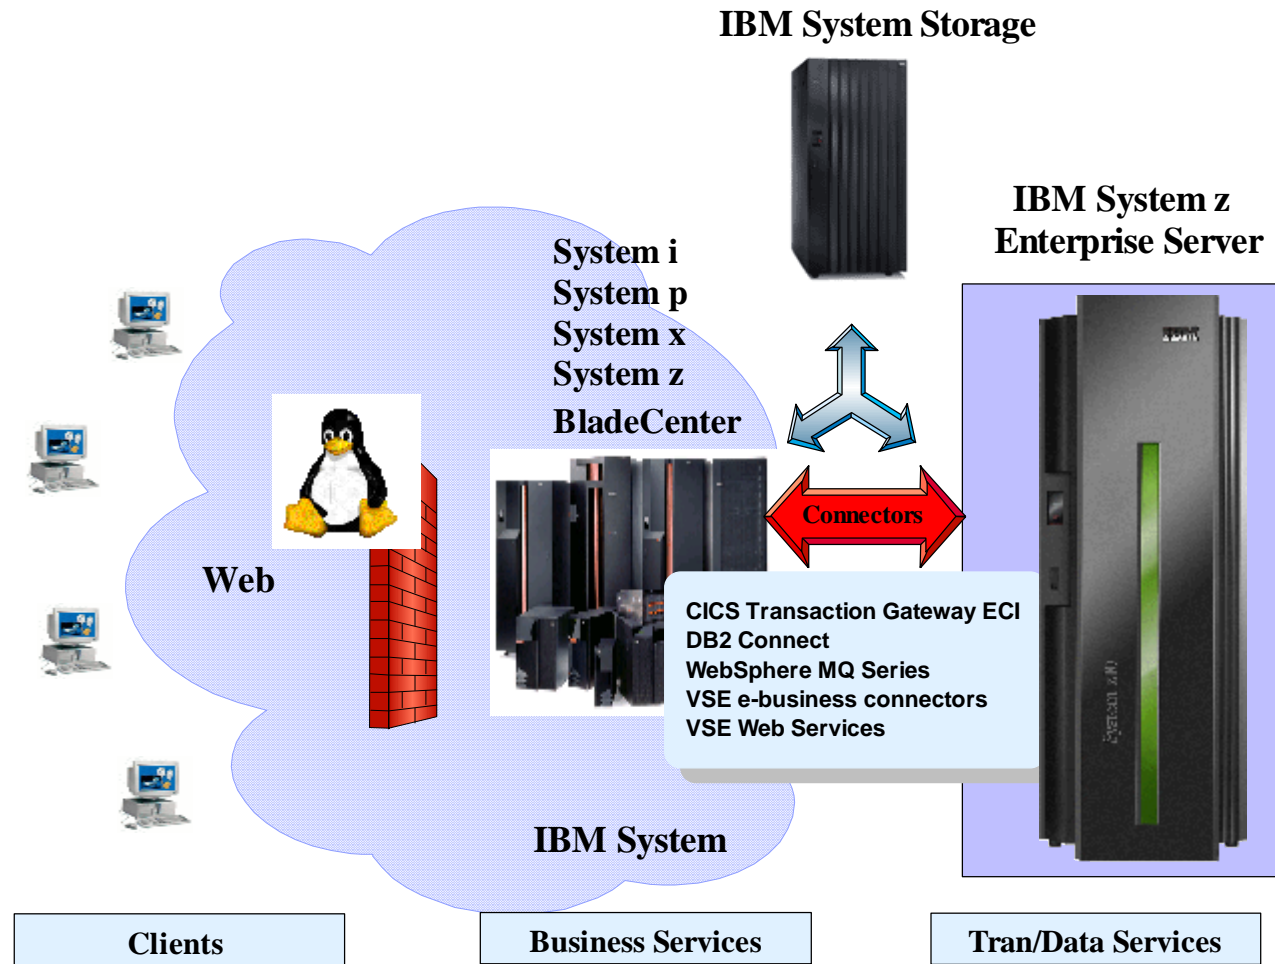 IBM System Storage
IBM System z
Enterprise Server
System i
System p
System x
System z
BladeCenter
Connectors
Web
CICS Transaction Gateway ECI
DB2 Connect
WebSphere MQ Series
VSE e-business connectors
VSE Web Services
IBM System
Clients
Business Services
Tran/Data Services